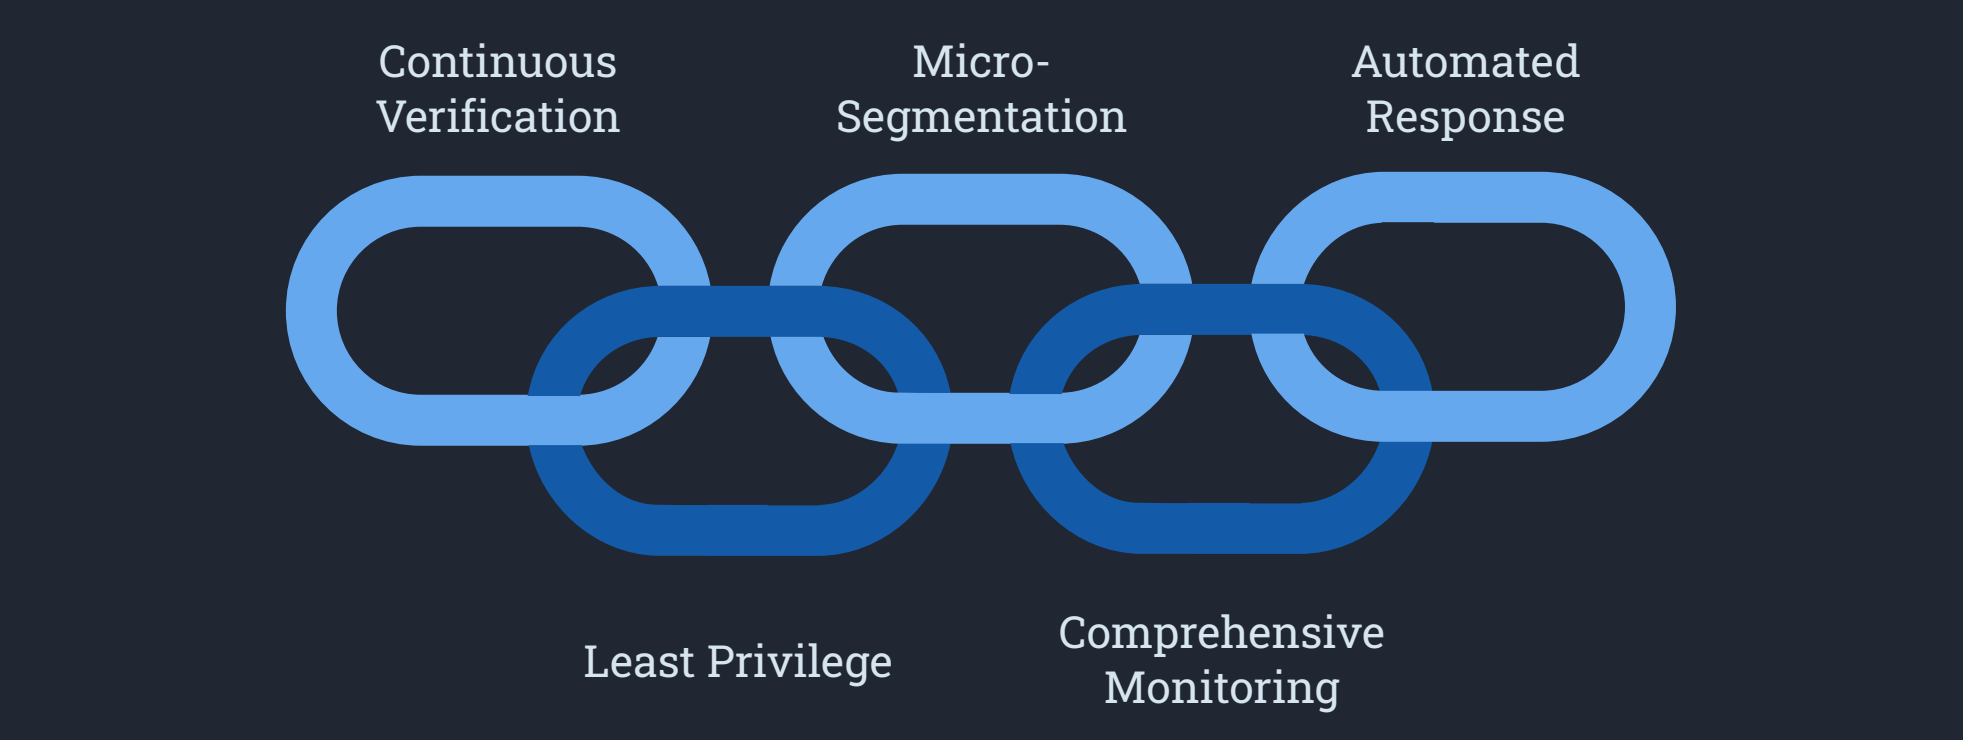 Continuous
Verification
Micro-
Segmentation
Automated
Response
Least Privilege
Comprehensive
Monitoring